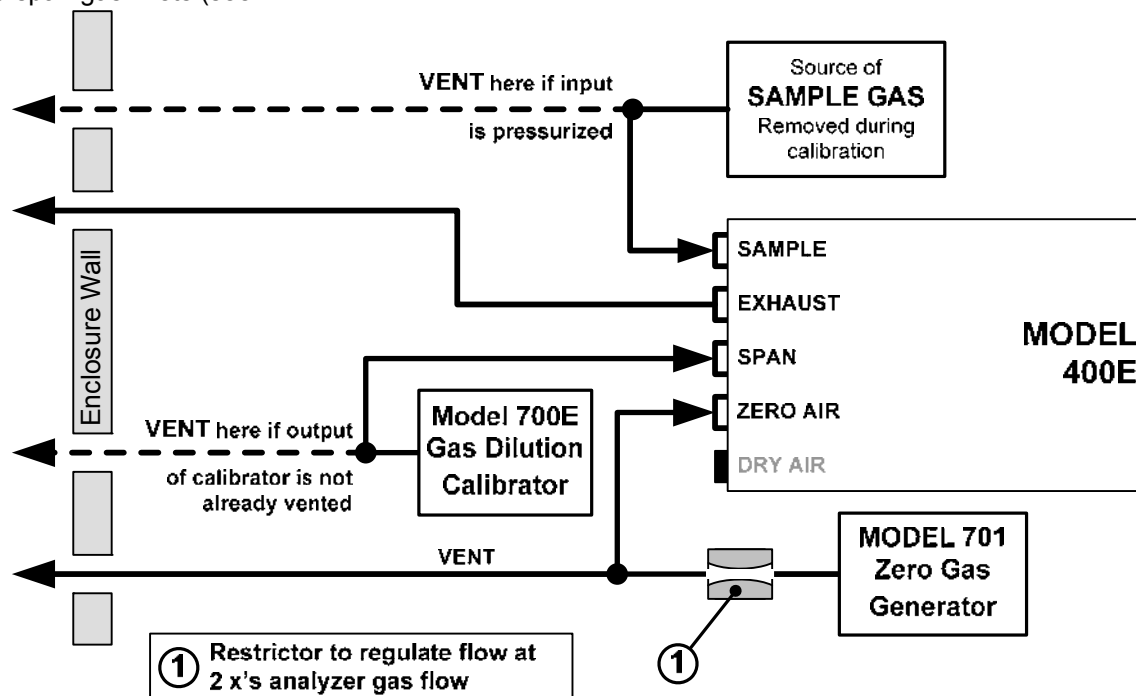 VENT here if input
is pressurized
Source of
SAMPLE GAS
Removed during
calibration
Enclosure Wall
SAMPLE
EXHAUST
SPAN
ZERO AIR
DRY AIR
MODEL
400E
VENT here if output
of calibrator is not
already vented
Model 700E
Gas Dilution
Calibrator
VENT
MODEL 701
Zero Gas
Generator
1
1 Restrictor to regulate flow at
2 x's analyzer gas flow